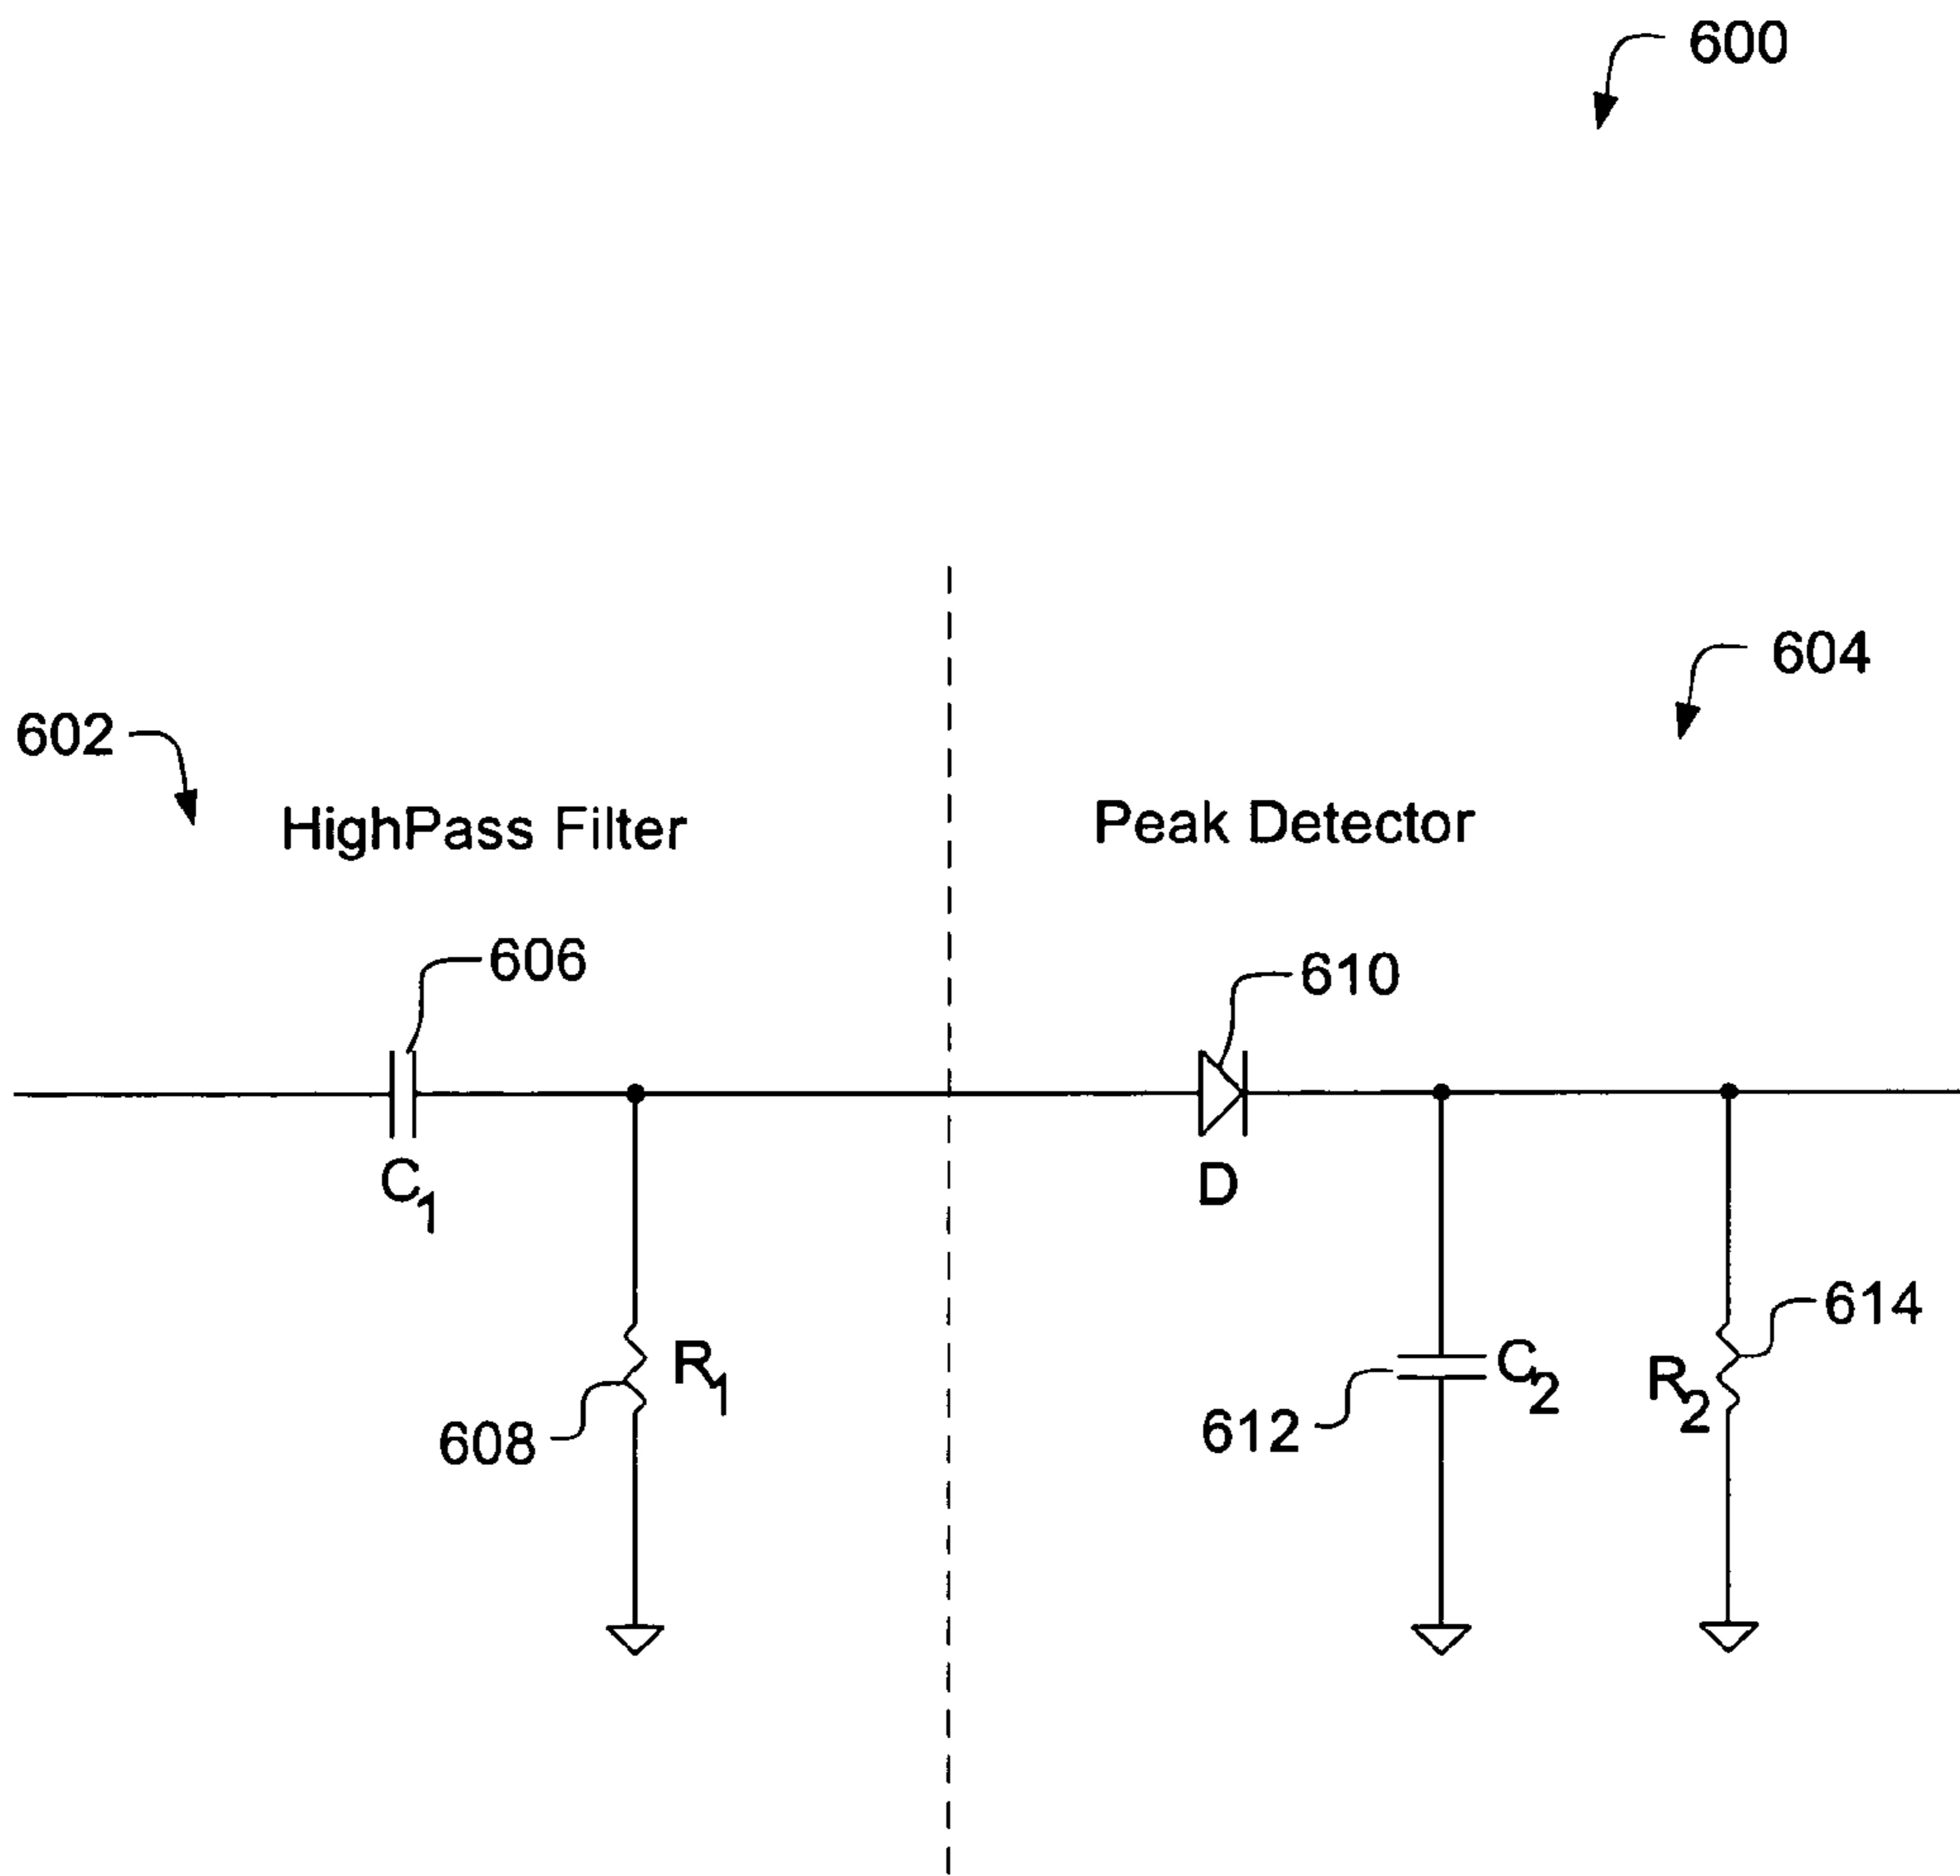 600
604
602
HighPass Filter
Peak Detector
606
610
C1
D
614
R1
C2
R2
608
612